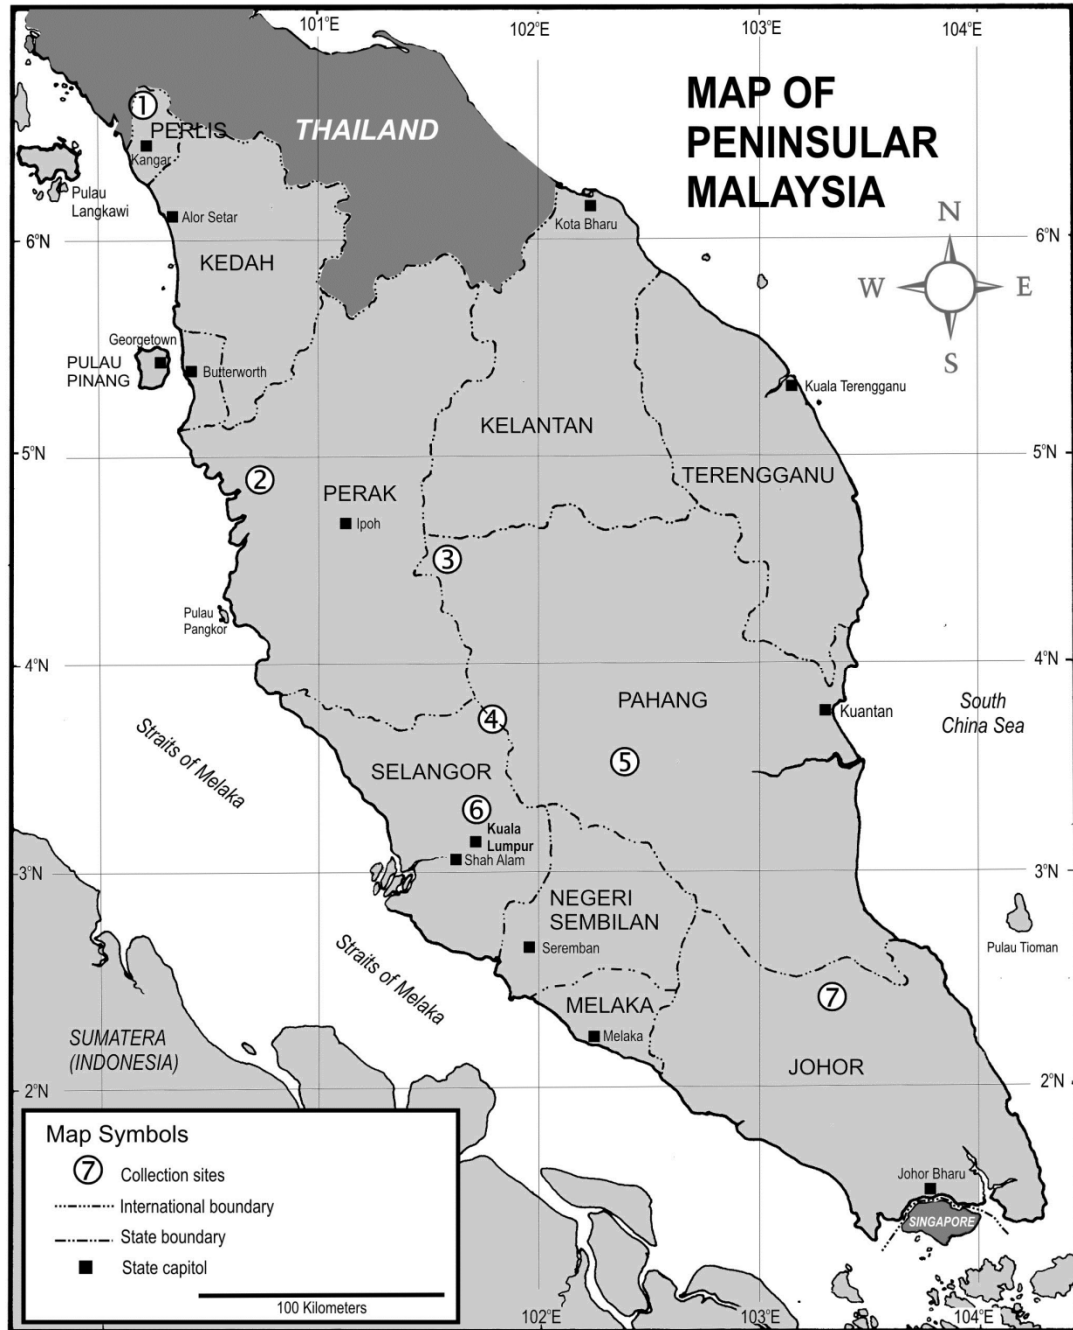 101°E
102°E
103°E
104°E
MAP OF
PENINSULAR
MALAYSIA
THAILAND
1
PERLIS
Kangar
Pulau
Langkawi
Alor Setar
Kota Bharu
N
W
E
S
6°N
6°N
KEDAH
Georgetown
PULAU
PINANG
Butterworth
Kuala Terengganu
KELANTAN
5°N
5°N
TERENGGANU
2
PERAK
Ipoh
3
Pulau
Pangkor
4°N
4°N
PAHANG
Kuantan
South
China Sea
4
Straits of Melaka
SELANGOR
5
6
Kuala
Lumpur
Shah Alam
3°N
3°N
NEGERI
SEMBILAN
Seremban
Pulau Tioman
Straits of Melaka
MELAKA
Melaka
7
SUMATERA
(INDONESIA)
JOHOR
2°N
2°N
Map Symbols
7
Collection sites
International boundary
State boundary
State capitol
100 Kilometers
Johor Bharu
SINGAPORE
102°E
103°E
104°E